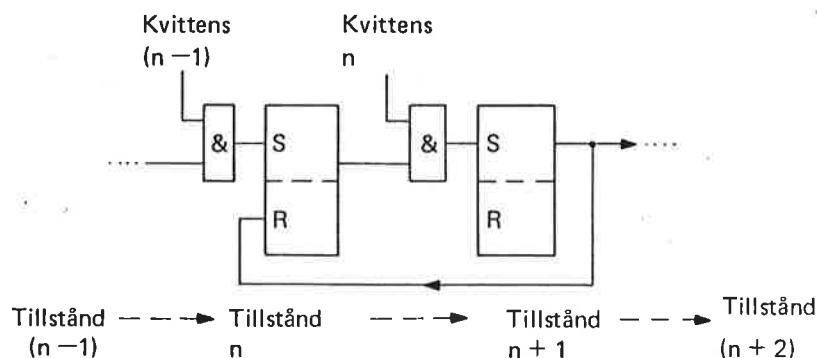 Kvittens
(n −1)
Kvittens
n
&
S
R
&
S
R
Tillstånd
(n −1)
Tillstånd
n
Tillstånd
n + 1
Tillstånd
(n + 2)